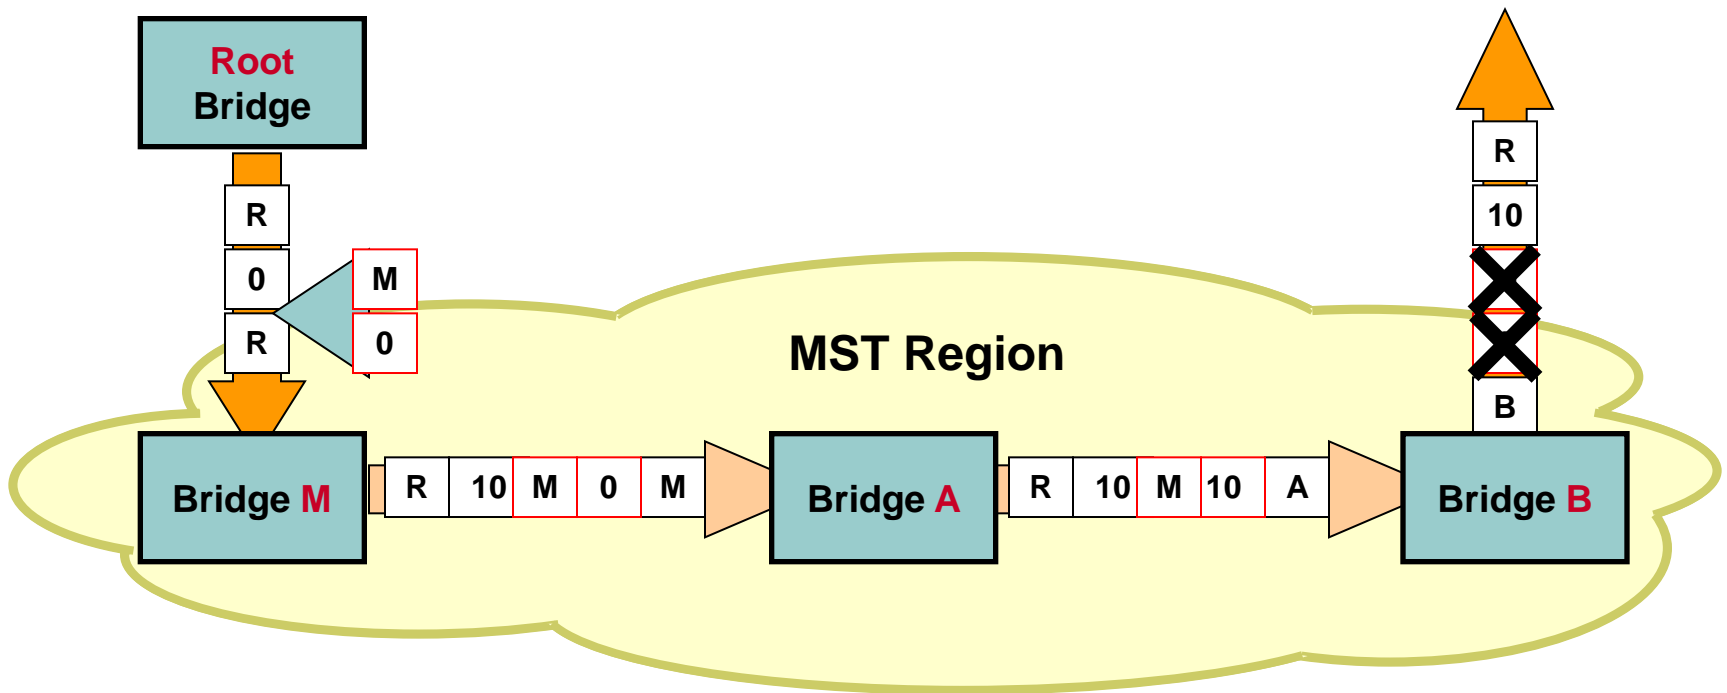 Root
Bridge
R
0
R
M
0
MST Region
R
10
B
Bridge M
R 10 M 0 M
Bridge A
R 10 M 10 A
Bridge B